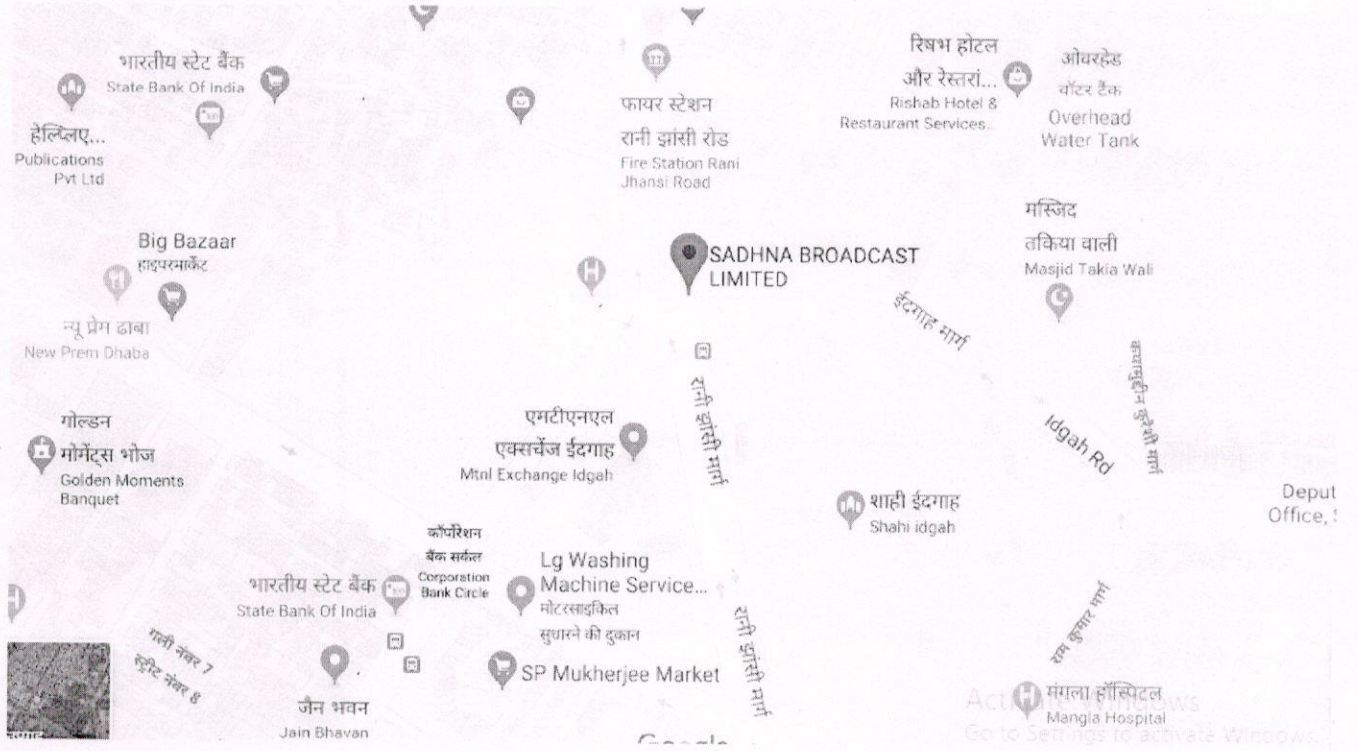 भारतीय स्टेट बैंक
State Bank Of India
हेल्प्लिए...
Publications
Pvt Ltd
फायर स्टेशन
रानी झांसी रोड
Fire Station Rani
Jhansi Road
रिषभ होटल
और रेस्तरां...
Rishab Hotel &
Restaurant Services...
ओवरहेड
वॉटर टैंक
Overhead
Water Tank
Big Bazaar
हाइपरमार्केट
न्यू प्रेम ढाबा
New Prem Dhaba
SADHNA BROADCAST
LIMITED
मस्जिद
तकिया वाली
Masjid Takia Wali
ईदगाह मार्ग
रानी झांसी मार्ग
Idgah Rd
कयामुद्दीन कुरेशी मार्ग
गोल्डन
मोमेंट्स भोज
Golden Moments
Banquet
एमटीएनएल
एक्सचेंज ईदगाह
Mtnl Exchange Idgah
शाही ईदगाह
Shahi idgah
Deput
Office,
कॉर्पोरेशन
बैंक सर्कल
Corporation
Bank Circle
भारतीय स्टेट बैंक
State Bank Of India
Lg Washing
Machine Service...
मोटरसाइकिल
सुधारने की दुकान
गली नंबर 7
स्ट्रीट नंबर 8
SP Mukherjee Market
रानी झांसी मार्ग
राम कुमार मार्ग
जैन भवन
Jain Bhavan
मंगला हॉस्पिटल
Mangla Hospital
Activate Windows
Go to Settings to activate Windows.
Google